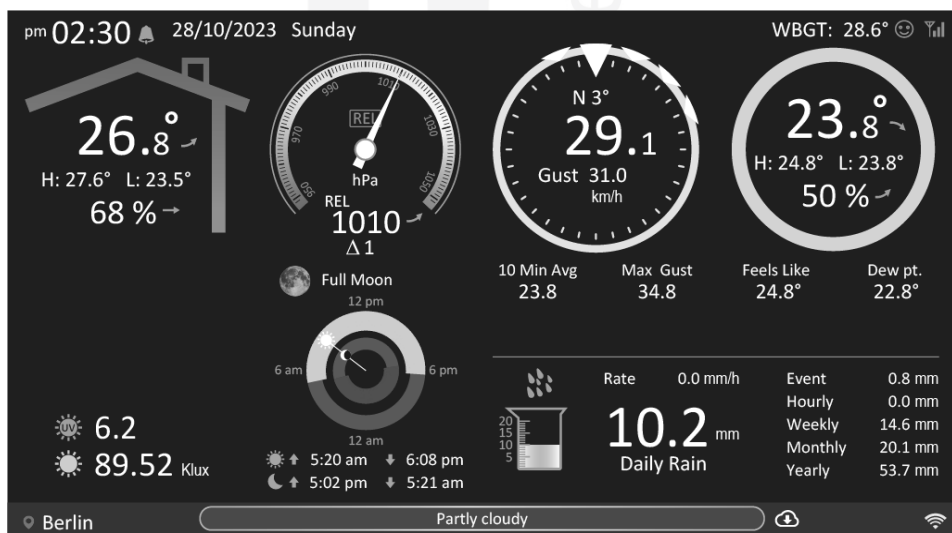 pm 02:30 28/10/2023 Sunday
WBGT: 28.6°
26.8°
H: 27.6° L: 23.5°
68 %
950
970
990
1010
1030
1050
REL
hPa
REL
1010
Δ 1
N 3°
29.1
Gust 31.0
km/h
23.8°
H: 24.8° L: 23.8°
50 %
10 Min Avg Max Gust
23.8 34.8
Feels Like Dew pt.
24.8° 22.8°
Full Moon
12 pm
6 am 6 pm
12 am
5:20 am 6:08 pm
5:02 pm 5:21 am
UV 6.2
89.52 Klux
Rate 0.0 mm/h
20
15
10
5
10.2 mm
Daily Rain
Event 0.8 mm
Hourly 0.0 mm
Weekly 14.6 mm
Monthly 20.1 mm
Yearly 53.7 mm
Berlin
Partly cloudy